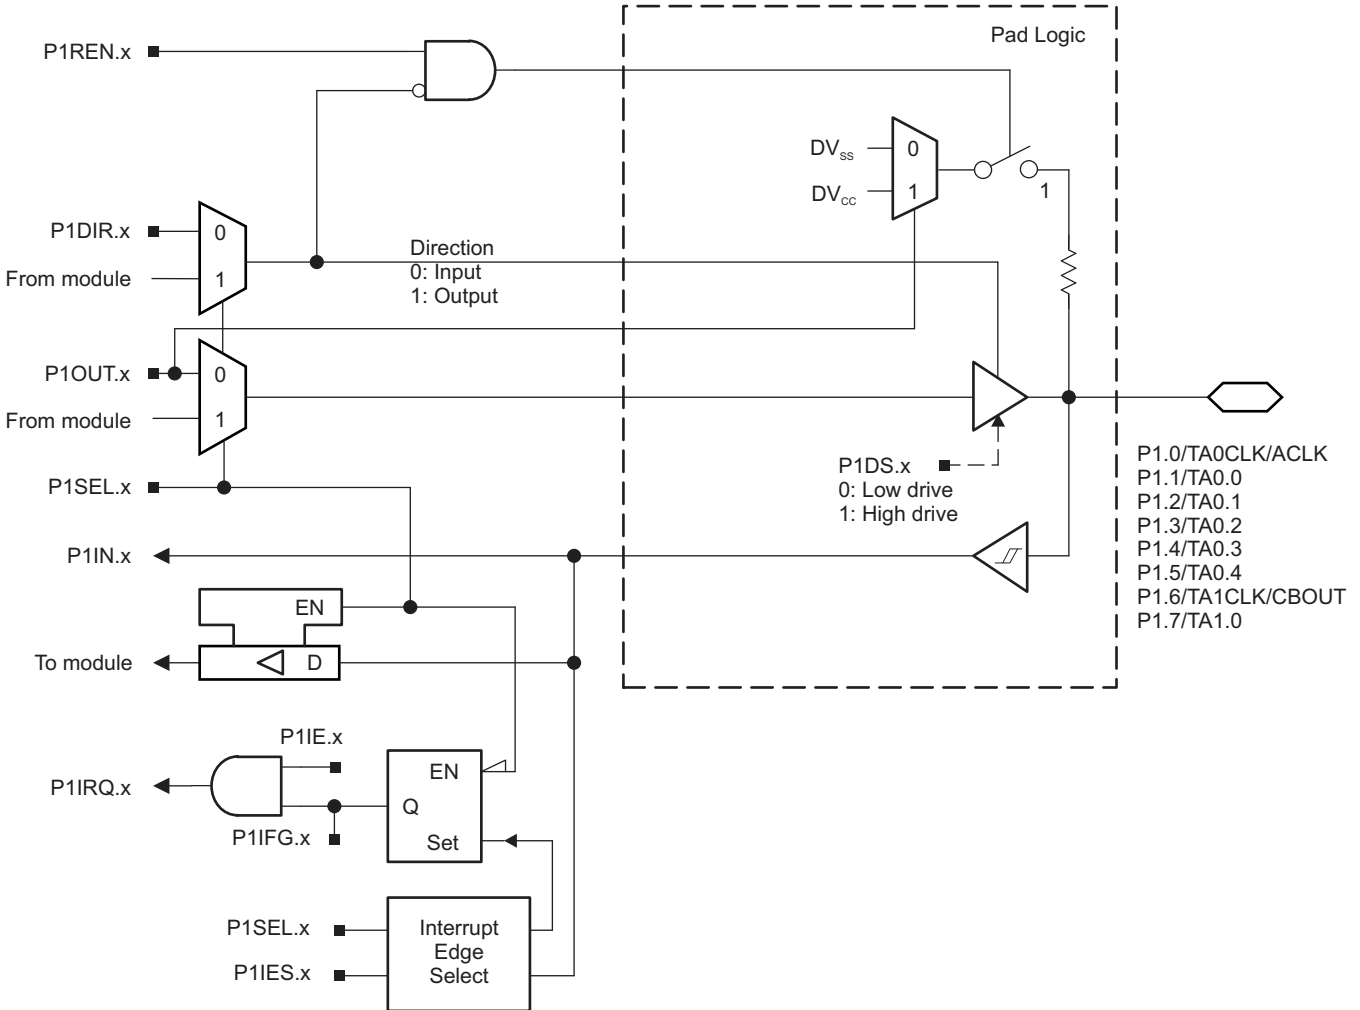 Pad Logic
P1REN.x
DVSS
0
DVCC
1
1
P1DIR.x
0
From module
1
Direction
0: Input
1: Output
P1OUT.x
0
From module
1
P1SEL.x
P1DS.x
0: Low drive
1: High drive
P1.0/TA0CLK/ACLK
P1.1/TA0.0
P1.2/TA0.1
P1.3/TA0.2
P1.4/TA0.3
P1.5/TA0.4
P1.6/TA1CLK/CBOUT
P1.7/TA1.0
P1IN.x
EN
To module
D
P1IE.x
P1IRQ.x
EN
Q
P1IFG.x
Set
P1SEL.x
P1IES.x
Interrupt
Edge
Select